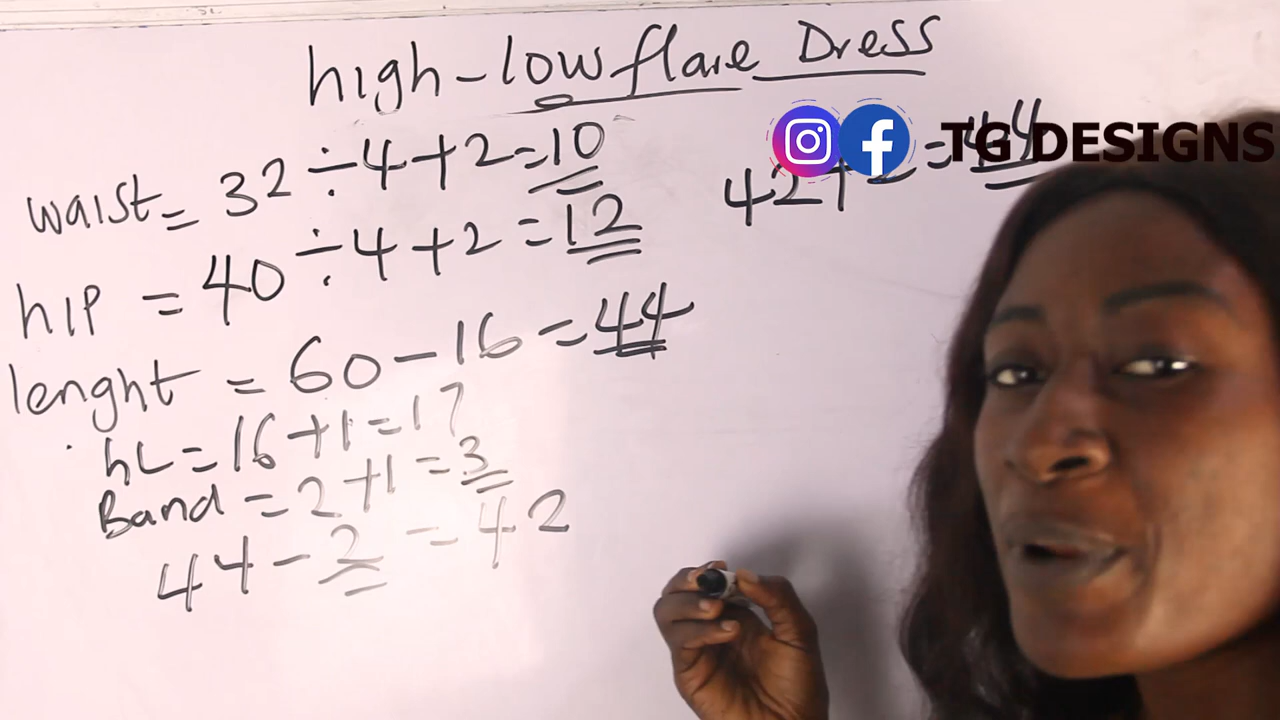 high-low flare Dress
waist = 32 ÷ 4 + 2 = 10
42 + 2 = 44
TG DESIGNS
hip = 40 ÷ 4 + 2 = 12
lenght = 60 - 16 = 44
hL = 16 + 1 = 17
Band = 2 + 1 = 3
44 - 2 = 42